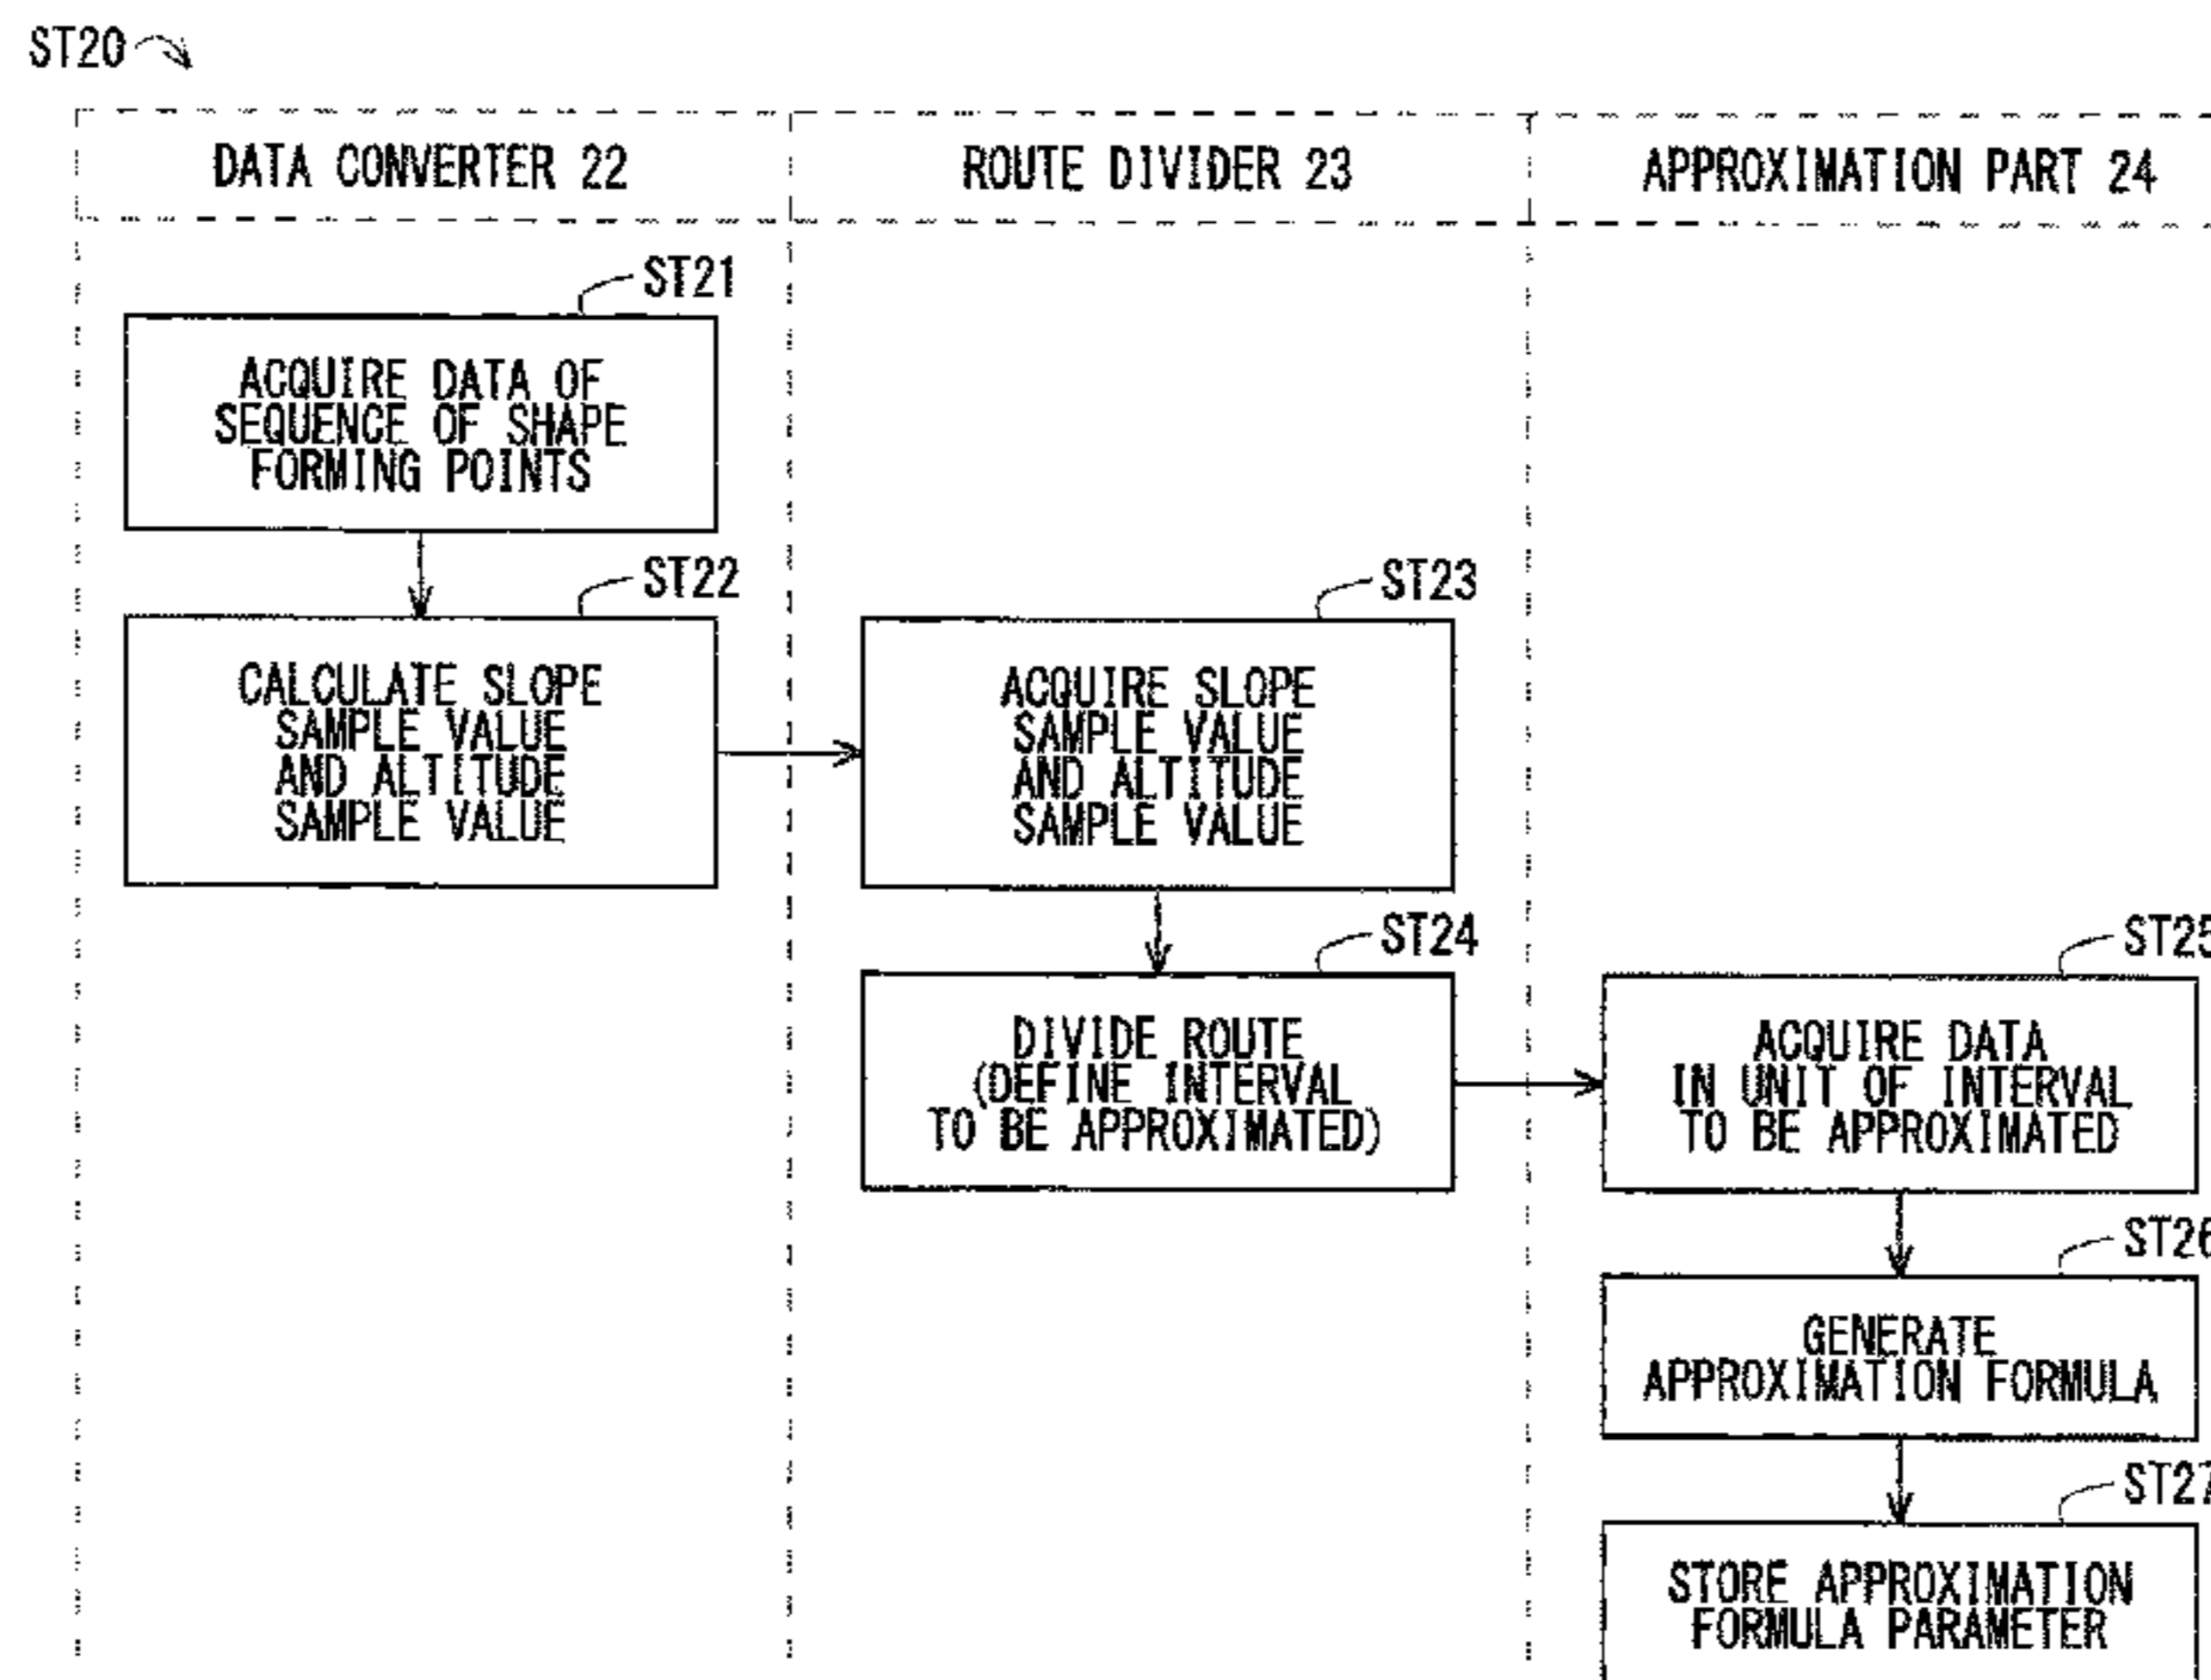 ST20
DATA CONVERTER 22
ROUTE DIVIDER 23
APPROXIMATION PART 24
ST21
ACQUIRE DATA OF
SEQUENCE OF SHAPE
FORMING POINTS
ST22
CALCULATE SLOPE
SAMPLE VALUE
AND ALTITUDE
SAMPLE VALUE
ST23
ACQUIRE SLOPE
SAMPLE VALUE
AND ALTITUDE
SAMPLE VALUE
ST24
DIVIDE ROUTE
(DEFINE INTERVAL
TO BE APPROXIMATED)
ST25
ACQUIRE DATA
IN UNIT OF INTERVAL
TO BE APPROXIMATED
ST26
GENERATE
APPROXIMATION FORMULA
ST27
STORE APPROXIMATION
FORMULA PARAMETER